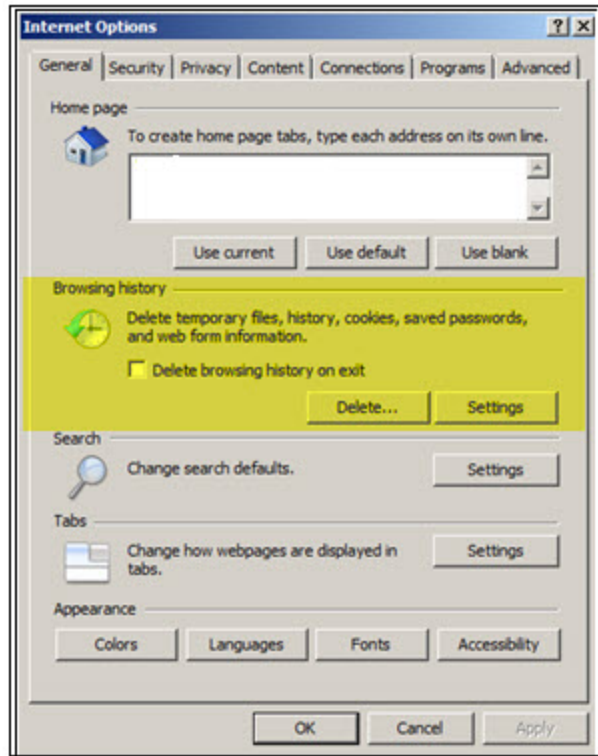 Internet Options
General Security Privacy Content Connections Programs Advanced
Home page
To create home page tabs, type each address on its own line.
Use current Use default Use blank
Browsing history
Delete temporary files, history, cookies, saved passwords,
and web form information.
Delete browsing history on exit
Delete... Settings
Search
Change search defaults. Settings
Tabs
Change how webpages are displayed in Settings
tabs.
Appearance
Colors Languages Fonts Accessibility
OK Cancel Apply